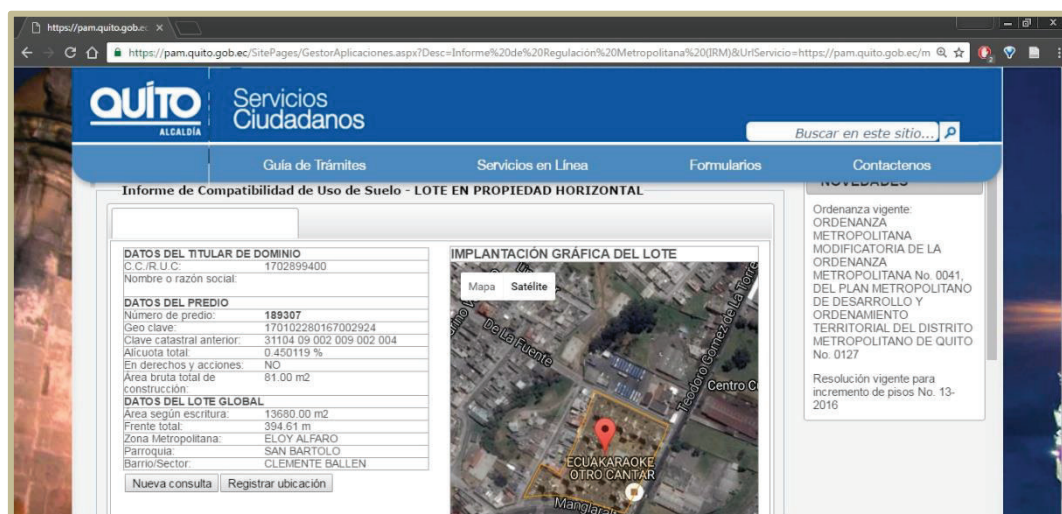 https://pam.quito.gob.ec
https://pam.quito.gob.ec/SitePages/GestorAplicaciones.aspx?Desc=Informe%20de%20Regulación%20Metropolitana%20(IRM)&UrlServicio=https://pam.quito.gob.ec/m
QUÍTO
ALCALDÍA
Servicios
Ciudadanos
Buscar en este sitio...
Guía de Trámites
Servicios en Línea
Formularios
Contactenos
Informe de Compatibilidad de Uso de Suelo - LOTE EN PROPIEDAD HORIZONTAL
DATOS DEL TITULAR DE DOMINIO
C.C./R.U.C: 1702899400
Nombre o razón social:
DATOS DEL PREDIO
Número de predio: 189307
Geo clave: 170102280167002924
Clave catastral anterior: 31104 09 002 009 002 004
Alícuota total: 0.450119 %
En derechos y acciones: NO
Área bruta total de
construcción: 81.00 m2
DATOS DEL LOTE GLOBAL
Área según escritura: 13680.00 m2
Frente total: 394.61 m
Zona Metropolitana: ELOY ALFARO
Parroquia: SAN BARTOLO
Barrio/Sector: CLEMENTE BALLEN
Nueva consulta
Registrar ubicación
IMPLANTACIÓN GRÁFICA DEL LOTE
Mapa
Satélite
De La Fuente
Teodoro Gomez de La Torre
Centro C
ECUAKARAOKE
OTRO CANTAR
Manglaral
NOVEDADES
Ordenanza vigente:
ORDENANZA
METROPOLITANA
MODIFICATORIA DE LA
ORDENANZA
METROPOLITANA No. 0041,
DEL PLAN METROPOLITANO
DE DESARROLLO Y
ORDENAMIENTO
TERRITORIAL DEL DISTRITO
METROPOLITANO DE QUITO
No. 0127
Resolución vigente para
incremento de pisos No. 13-
2016